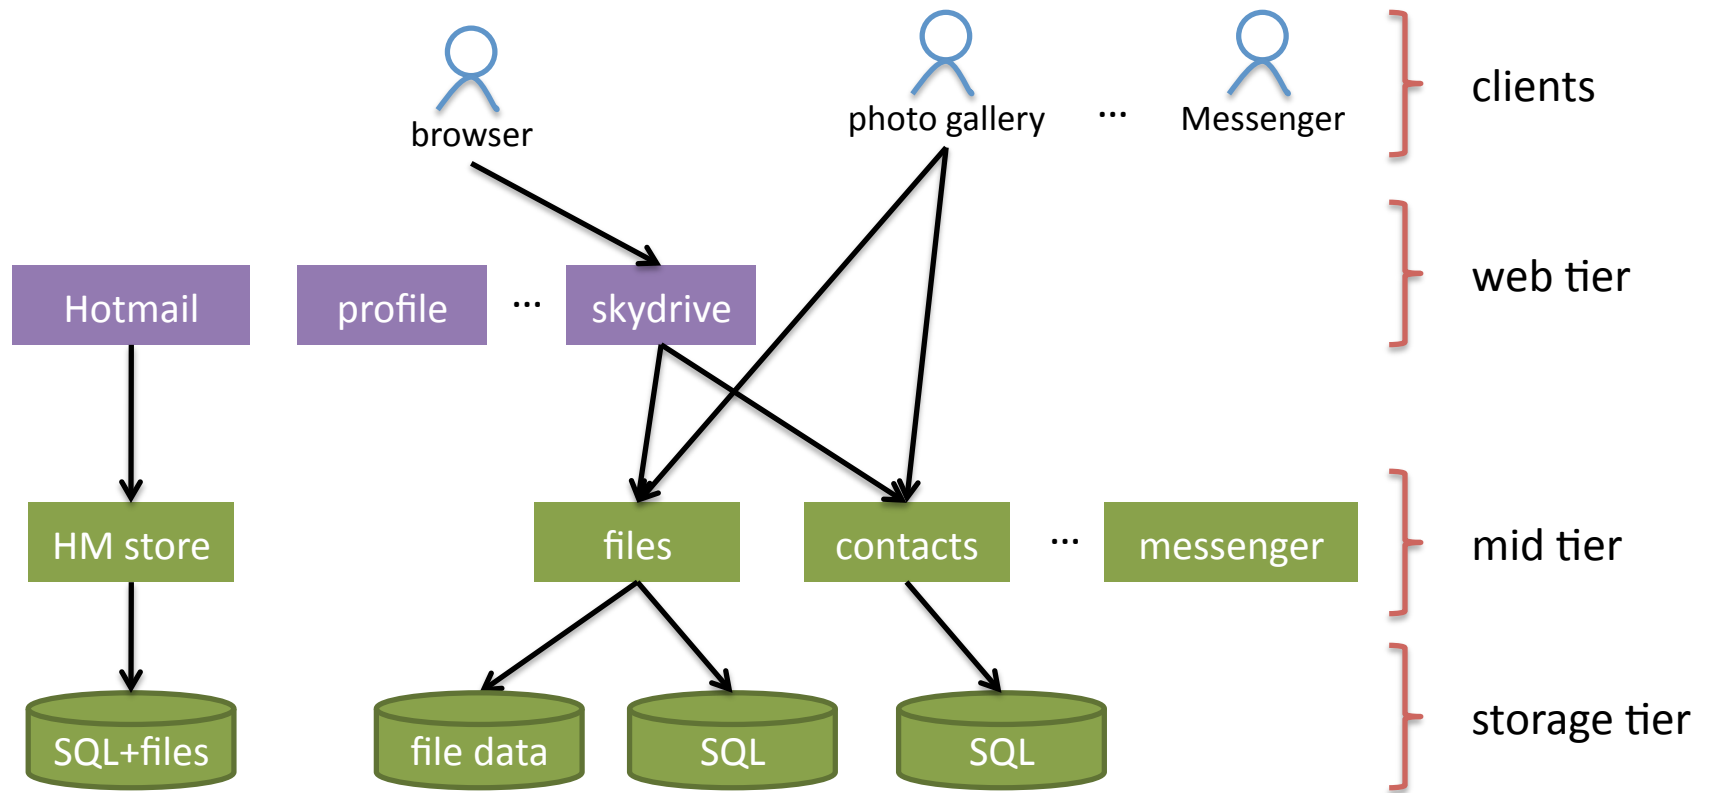 browser
photo gallery
...
Messenger
clients
Hotmail
profile
...
skydrive
web tier
HM store
files
contacts
...
messenger
mid tier
SQL+files
file data
SQL
SQL
storage tier